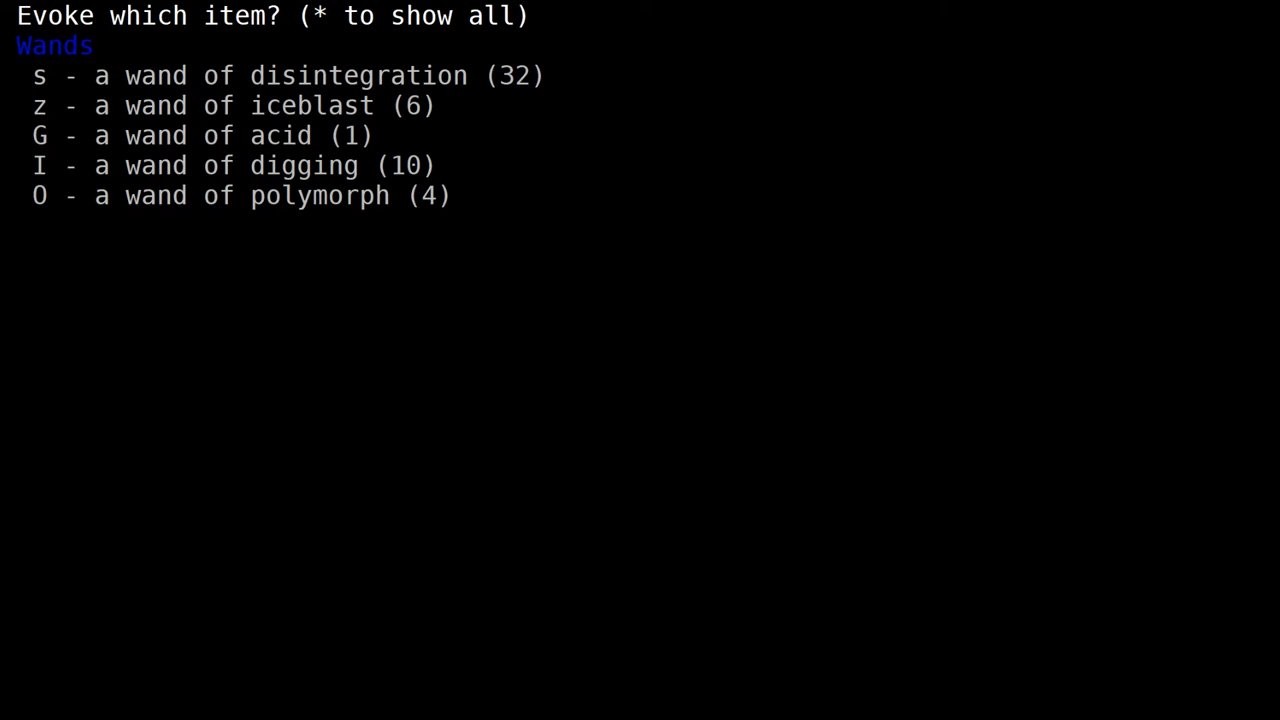 Evoke which item? (* to show all)
Wands
s - a wand of disintegration (32)
z - a wand of iceblast (6)
G - a wand of acid (1)
I - a wand of digging (10)
O - a wand of polymorph (4)